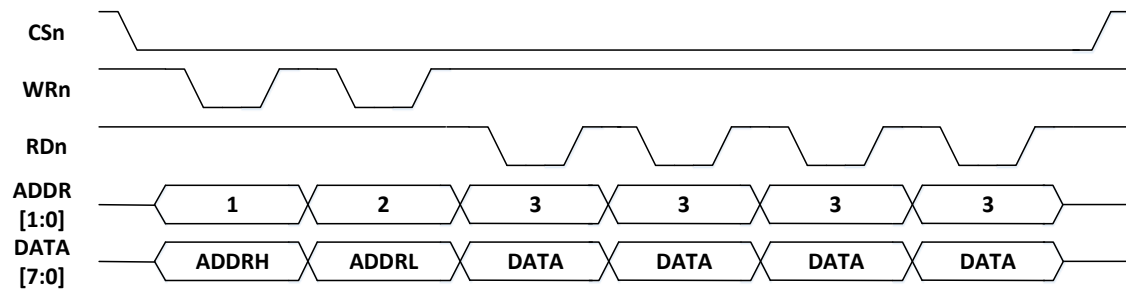 CSn
WRn
RDn
ADDR
[1:0]
1 2 3 3 3 3
DATA
[7:0]
ADDRH ADDRL DATA DATA DATA DATA